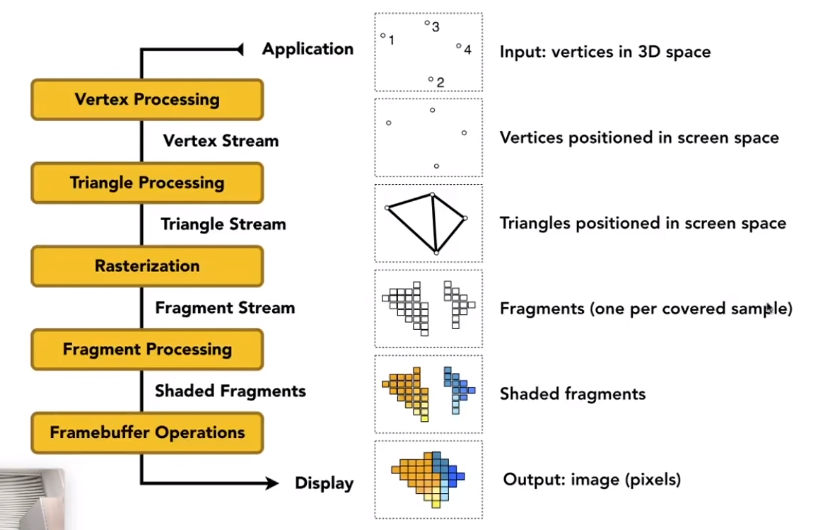 Application
1
3
4
2
Input: vertices in 3D space
Vertex Processing
Vertex Stream
Vertices positioned in screen space
Triangle Processing
Triangle Stream
Triangles positioned in screen space
Rasterization
Fragment Stream
Fragments (one per covered sample)
Fragment Processing
Shaded Fragments
Shaded fragments
Framebuffer Operations
Display
Output: image (pixels)